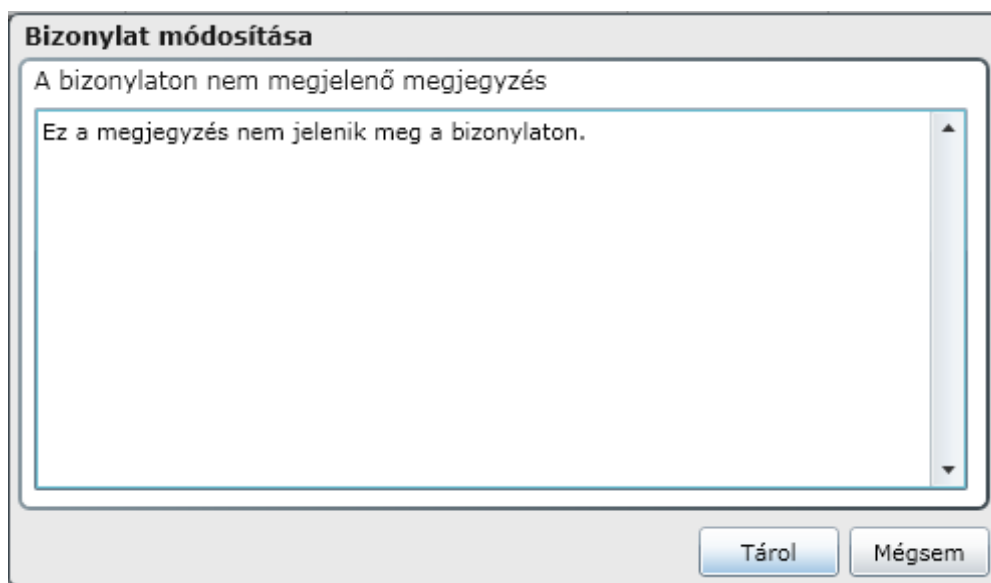 Bizonylat módosítása
A bizonylaton nem megjelenő megjegyzés
Ez a megjegyzés nem jelenik meg a bizonylaton.
Tárol
Mégsem